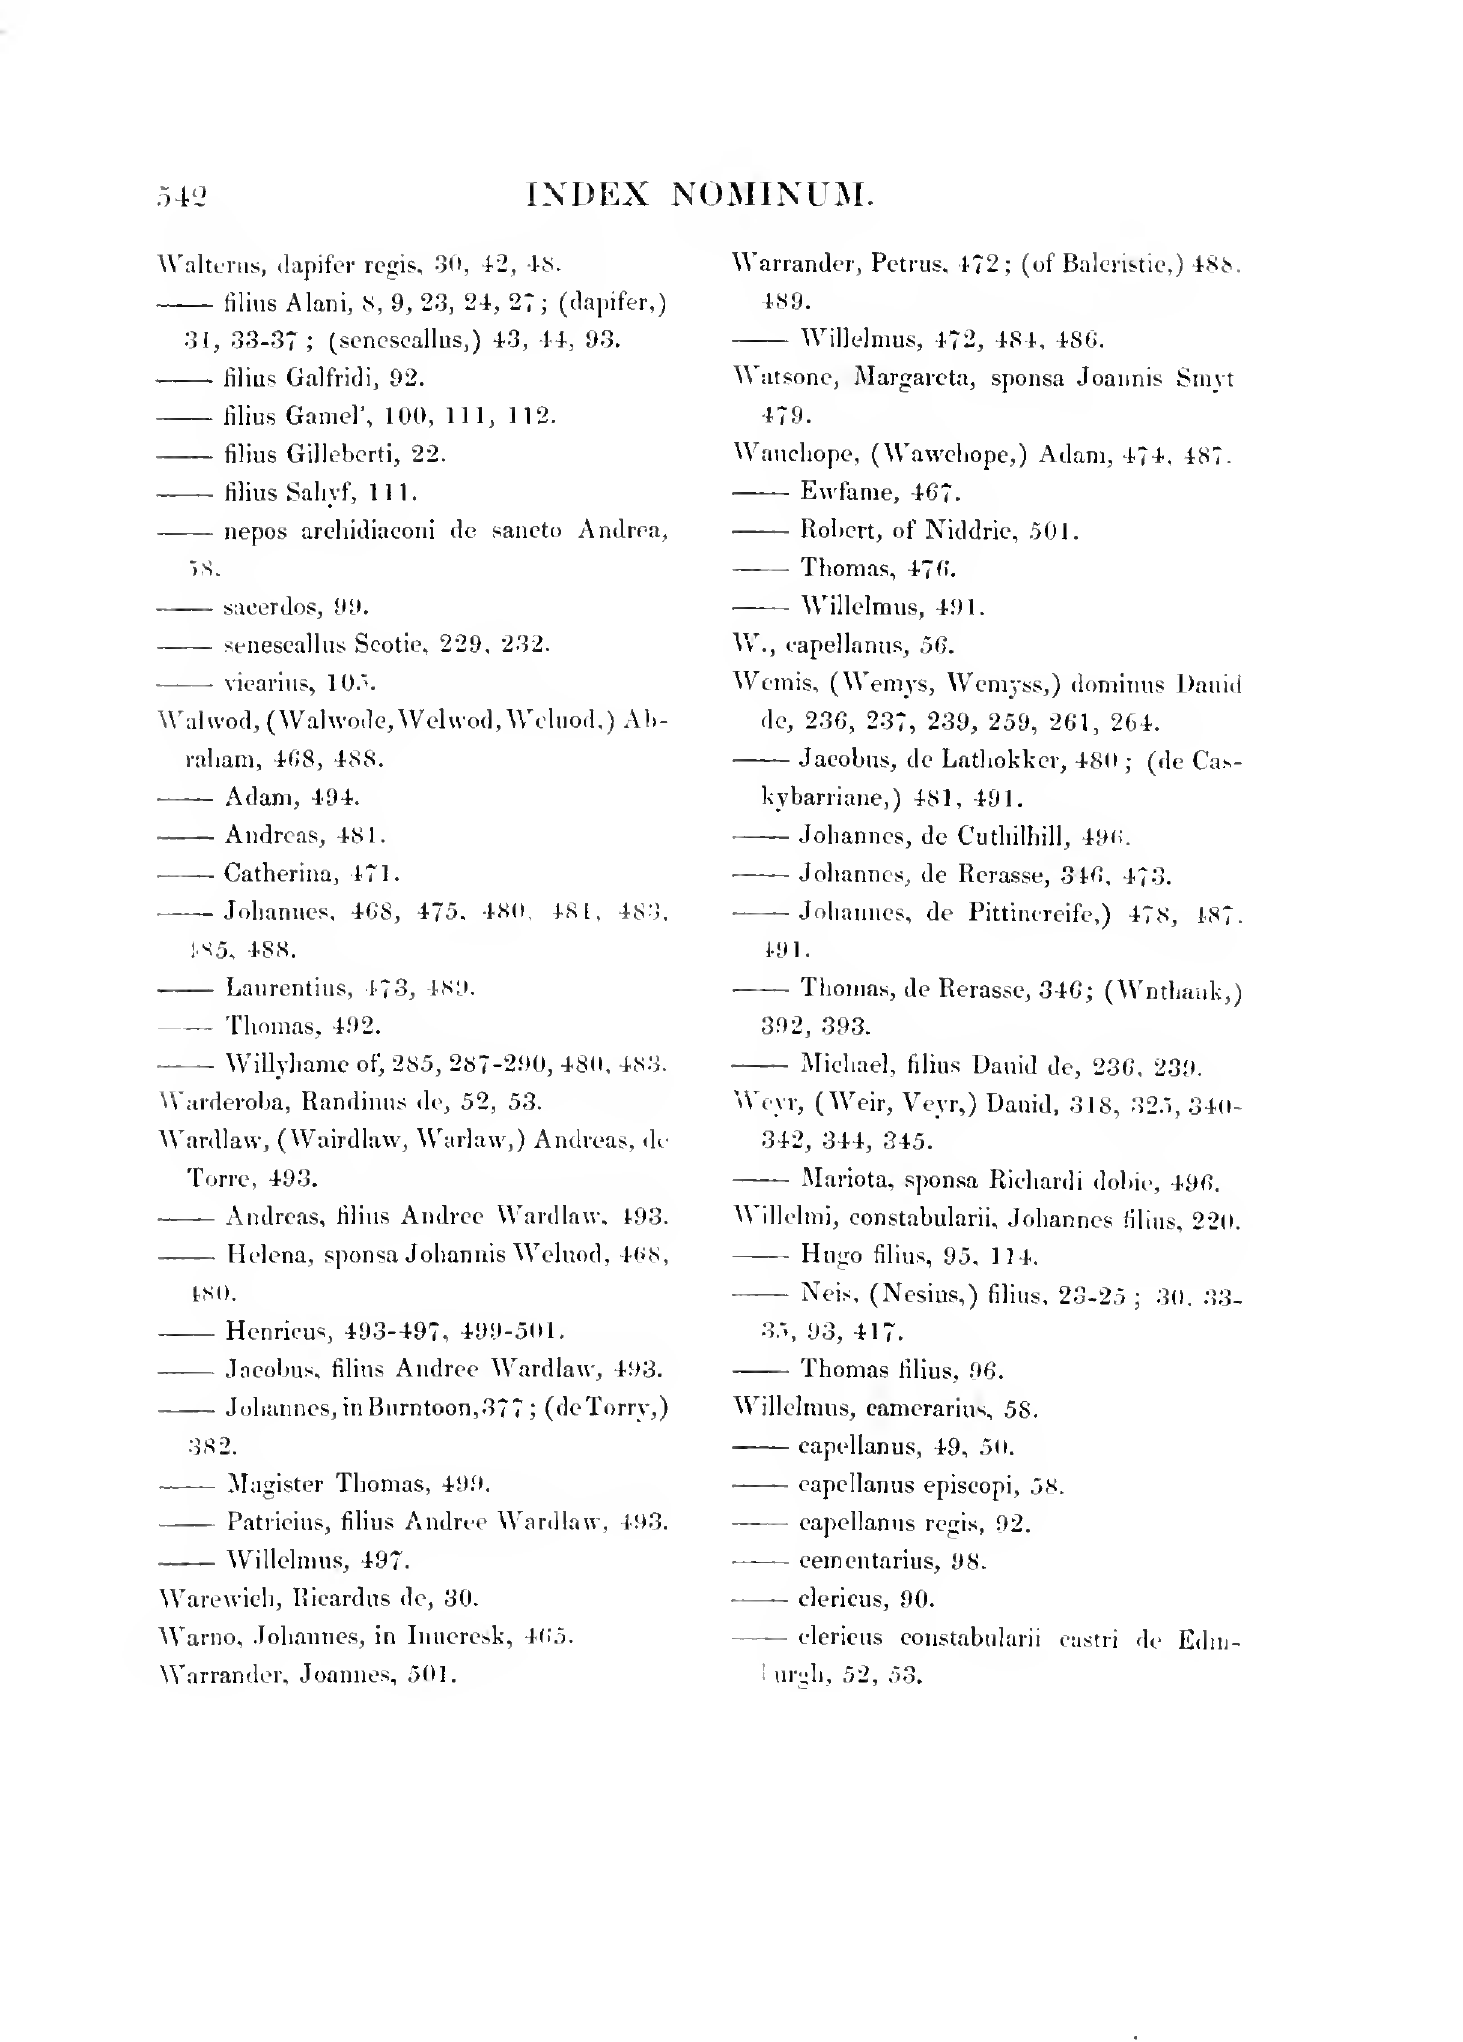 542 INDEX NOMINUM.
Walterus, dapifer regis, 30, 42, 48.
—— filius Alani, 8, 9, 23, 24, 27; (dapifer,)
31, 33-37; (senescallus,) 43, 44, 93.
—— filius Galfridi, 92.
—— filius Gamel', 100, 111, 112.
—— filius Gilleberti, 22.
—— filius Sahyf, 111.
—— nepos archidiaconi de sancto Andrea,
58.
—— sacerdos, 99.
—— senescallus Scotie, 229, 232.
—— vicarius, 105.
Walwod, (Walwode, Welwod, Weluod,) Ab-
raham, 468, 488.
—— Adam, 494.
—— Andreas, 481.
—— Catherina, 471.
—— Johannes, 468, 475, 480, 481, 483,
485, 488.
—— Laurentius, 473, 489.
—— Thomas, 492.
—— Willyhame of, 285, 287-290, 480, 483.
Warderoba, Randinus de, 52, 53.
Wardlaw, (Wairdlaw, Warlaw,) Andreas, de
Torre, 493.
—— Andreas, filius Andree Wardlaw, 493.
—— Helena, sponsa Johannis Weluod, 468,
480.
—— Henricus, 493-497, 499-501.
—— Jacobus, filius Andree Wardlaw, 493.
—— Johannes, in Burntoon, 377; (de Torry,)
382.
—— Magister Thomas, 499.
—— Patricius, filius Andree Wardlaw, 493.
—— Willelmus, 497.
Warewich, Ricardus de, 30.
Warno, Johannes, in Inneresk, 465.
Warrander, Joannes, 501.
Warrander, Petrus, 472; (of Balcristie,) 488,
489.
—— Willelmus, 472, 484, 486.
Watsone, Margareta, sponsa Joannis Smyt
479.
Wauchope, (Wawchope,) Adam, 474, 487.
—— Ewfame, 467.
—— Robert, of Niddrie, 501.
—— Thomas, 476.
—— Willelmus, 491.
W., capellanus, 56.
Wemis, (Wemys, Wemyss,) dominus Dauid
de, 236, 237, 239, 259, 261, 264.
—— Jacobus, de Lathokker, 480; (de Cas-
kybarriane,) 481, 491.
—— Johannes, de Cuthilhill, 496.
—— Johannes, de Rerasse, 346, 473.
—— Johannes, de Pittincreife,) 478, 487,
491.
—— Thomas, de Rerasse, 346; (Wnthank,)
392, 393.
—— Michael, filius Dauid de, 236, 239.
Weyr, (Weir, Veyr,) Dauid, 318, 325, 340-
342, 344, 345.
—— Mariota, sponsa Richardi dobie, 496.
Willelmi, constabularii, Johannes filius, 220.
—— Hugo filius, 95, 114.
—— Neis, (Nesius,) filius, 23-25; 30, 33-
35, 93, 417.
—— Thomas filius, 96.
Willelmus, camerarius, 58.
—— capellanus, 49, 50.
—— capellanus episcopi, 58.
—— capellanus regis, 92.
—— cementarius, 98.
—— clericus, 90.
—— clericus constabularii castri de Edin-
burgh, 52, 53.